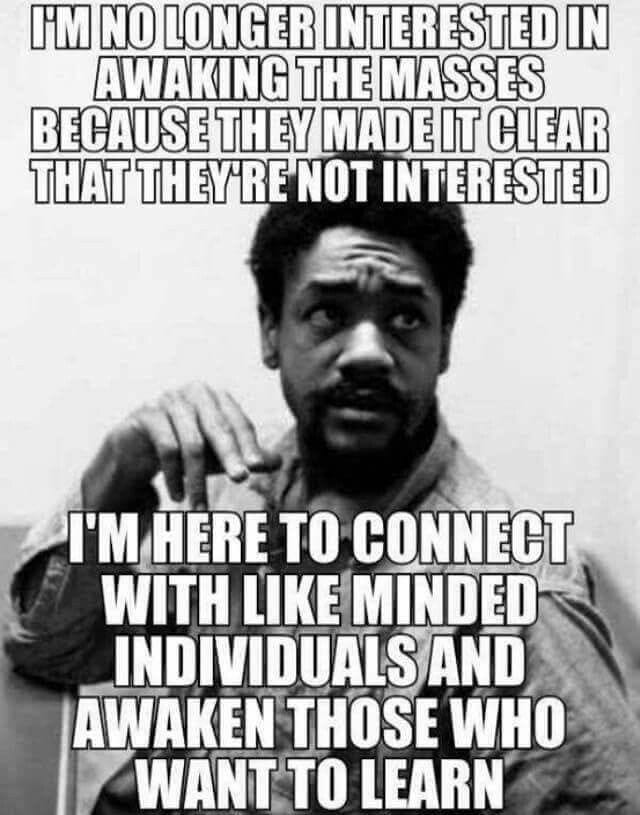 I'M NO LONGER INTERESTED IN
AWAKING THE MASSES
BECAUSE THEY MADE IT CLEAR
THAT THEY'RE NOT INTERESTED
I'M HERE TO CONNECT
WITH LIKE MINDED
INDIVIDUALS AND
AWAKEN THOSE WHO
WANT TO LEARN